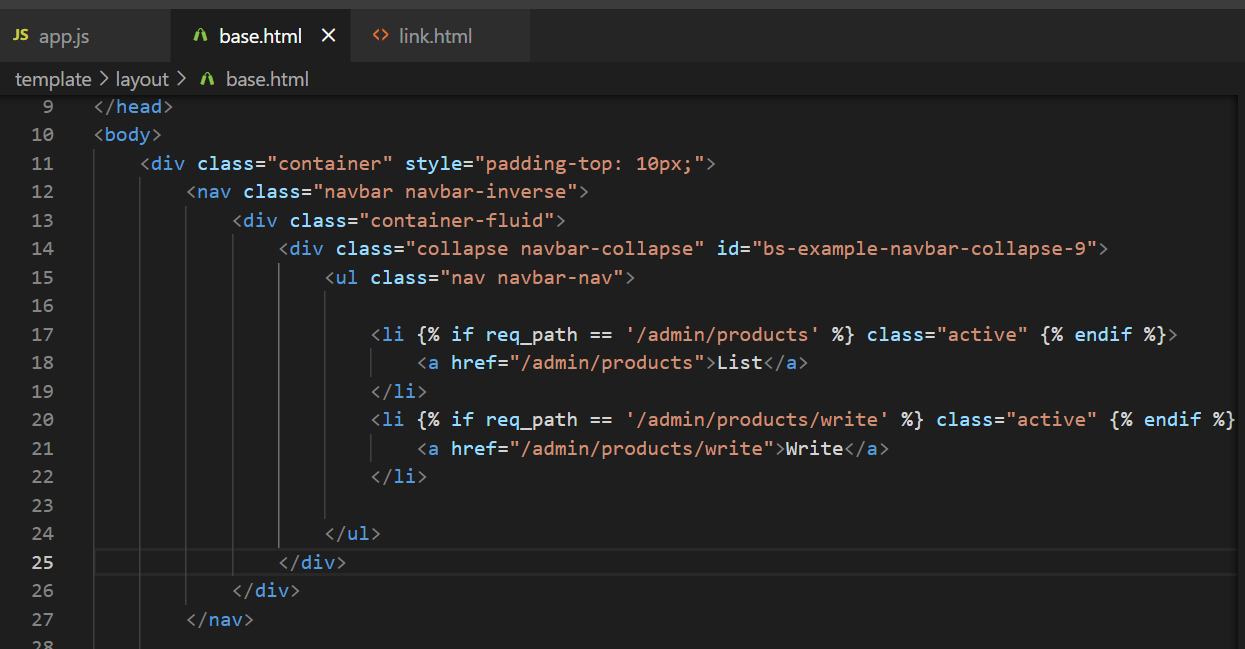 JS app.js base.html × <> link.html
template > layout > base.html
9 </head>
10 <body>
11 <div class="container" style="padding-top: 10px;">
12 <nav class="navbar navbar-inverse">
13 <div class="container-fluid">
14 <div class="collapse navbar-collapse" id="bs-example-navbar-collapse-9">
15 <ul class="nav navbar-nav">
16
17 <li {% if req_path == '/admin/products' %} class="active" {% endif %}>
18 <a href="/admin/products">List</a>
19 </li>
20 <li {% if req_path == '/admin/products/write' %} class="active" {% endif %}
21 <a href="/admin/products/write">Write</a>
22 </li>
23
24 </ul>
25 </div>
26 </div>
27 </nav>
28